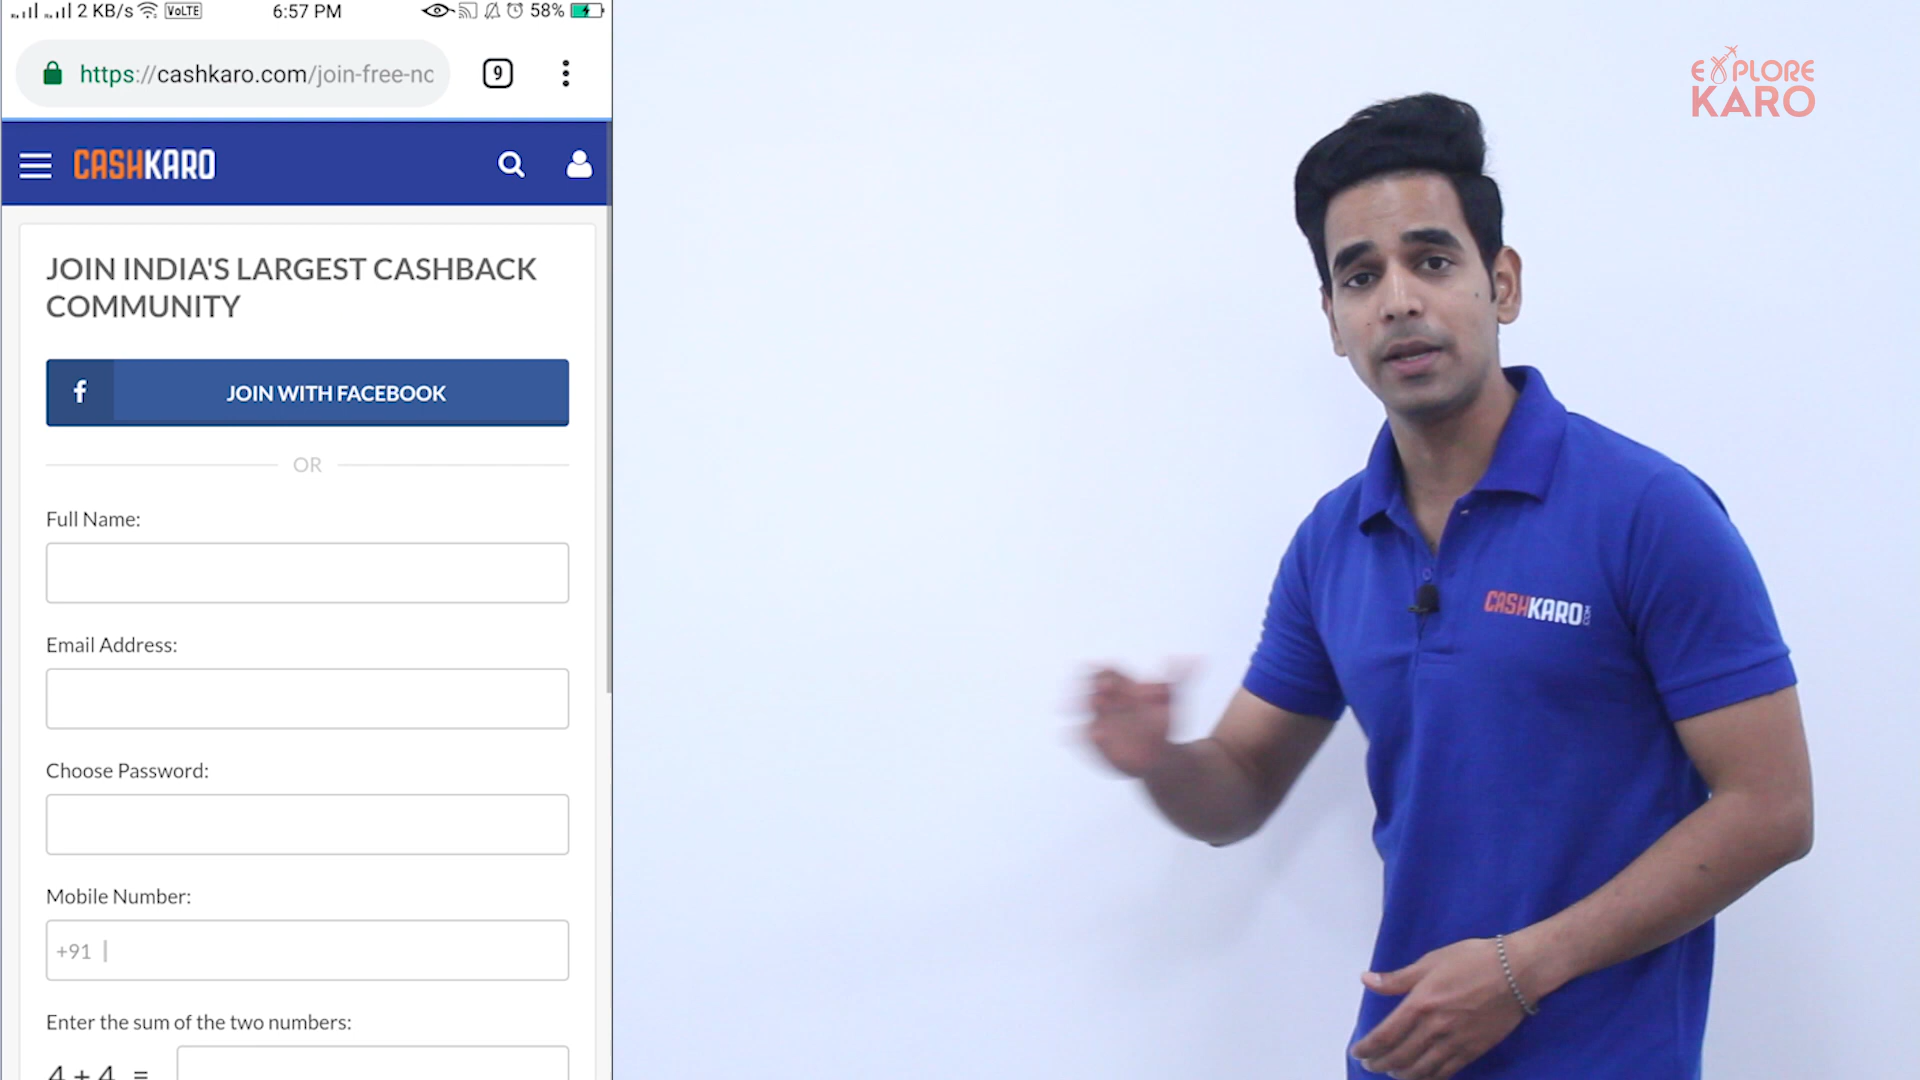 2 KB/s VoLTE 6:57 PM 58%
https://cashkaro.com/join-free-no
9
CASHKARO
JOIN INDIA'S LARGEST CASHBACK
COMMUNITY
f JOIN WITH FACEBOOK
OR
Full Name:
Email Address:
Choose Password:
Mobile Number:
+91 |
Enter the sum of the two numbers:
4 + 4 =
EXPLORE
KARO
CASHKARO.COM